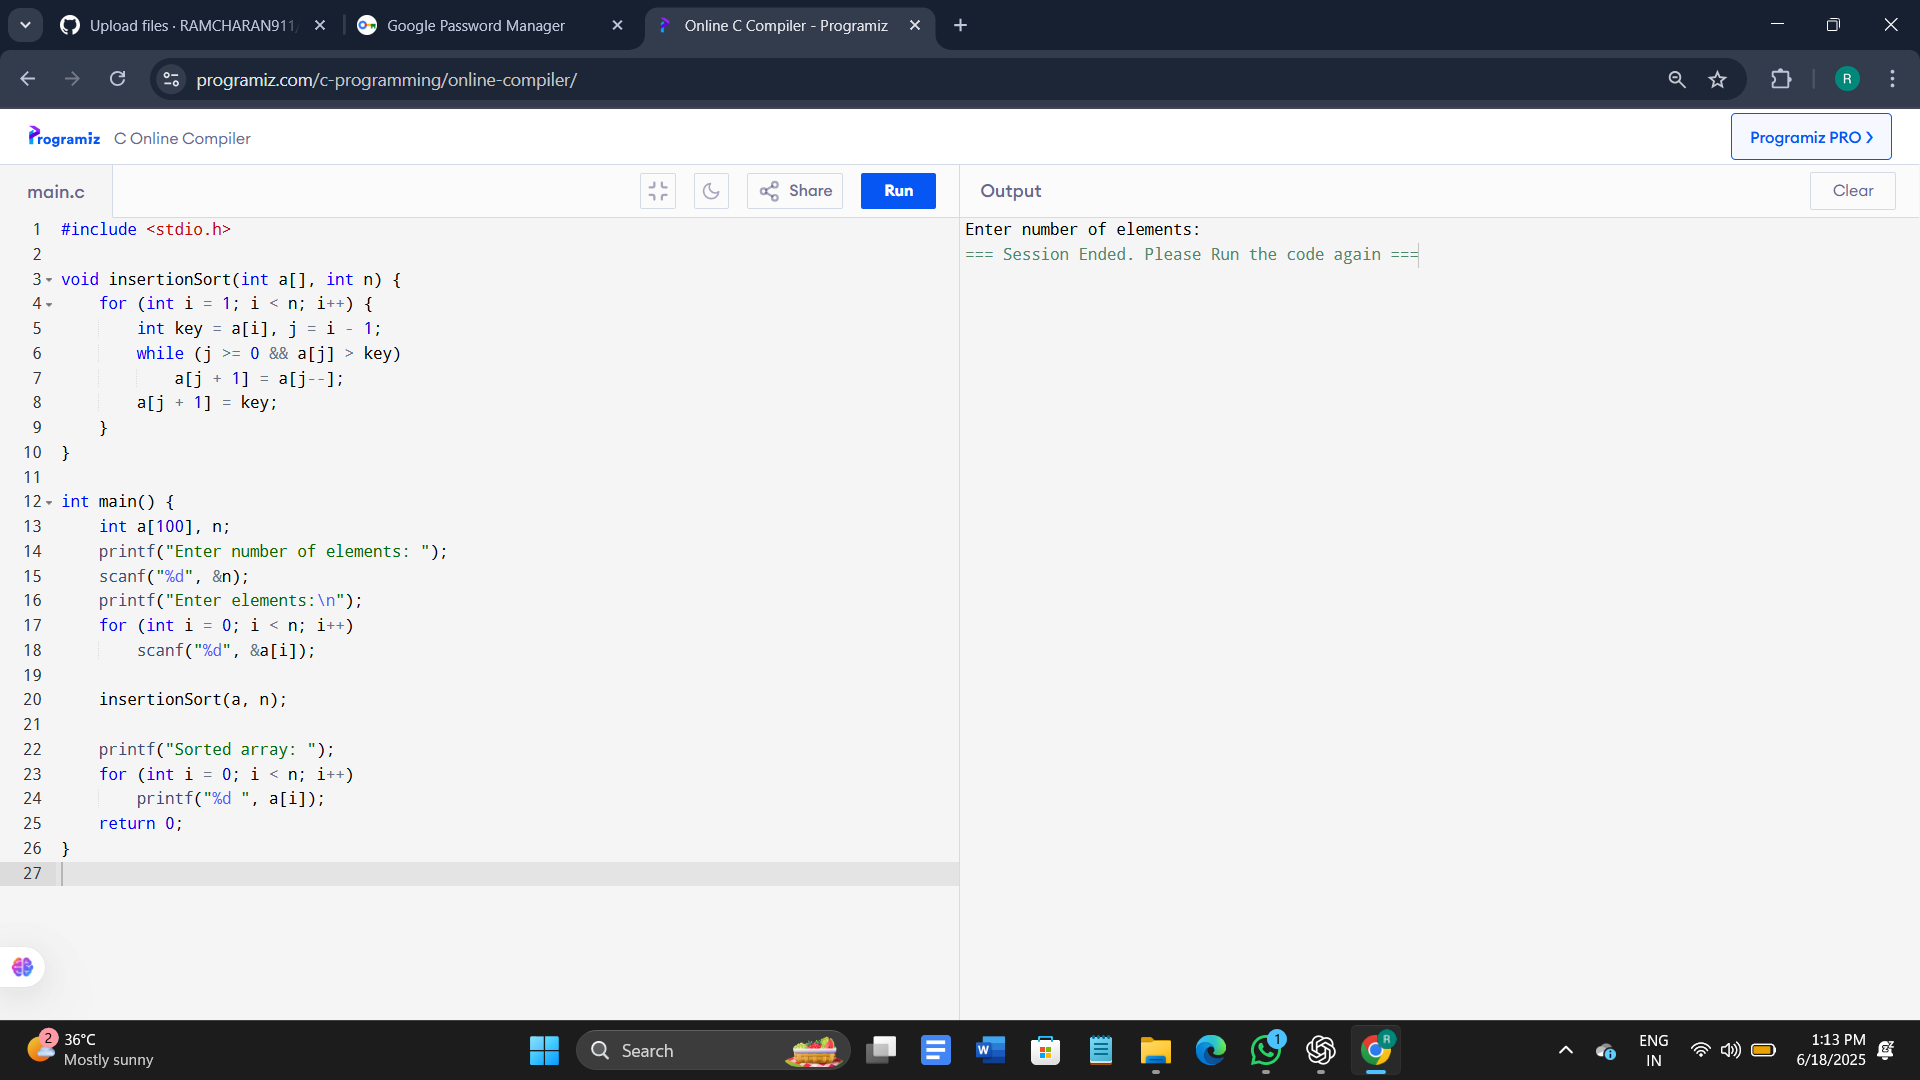 Upload files · RAMCHARAN911/
Google Password Manager
Online C Compiler - Programiz
programiz.com/c-programming/online-compiler/
R
Programiz C Online Compiler
Programiz PRO >
main.c
Share
Run
Output
Clear
1 #include <stdio.h>
2
3 void insertionSort(int a[], int n) {
4     for (int i = 1; i < n; i++) {
5         int key = a[i], j = i - 1;
6         while (j >= 0 && a[j] > key)
7             a[j + 1] = a[j--];
8         a[j + 1] = key;
9     }
10 }
11
12 int main() {
13     int a[100], n;
14     printf("Enter number of elements: ");
15     scanf("%d", &n);
16     printf("Enter elements:\n");
17     for (int i = 0; i < n; i++)
18         scanf("%d", &a[i]);
19
20     insertionSort(a, n);
21
22     printf("Sorted array: ");
23     for (int i = 0; i < n; i++)
24         printf("%d ", a[i]);
25     return 0;
26 }
27
Enter number of elements:
=== Session Ended. Please Run the code again ===
2
36°C
Mostly sunny
Search
W
1
R
ENG
IN
1:13 PM
6/18/2025